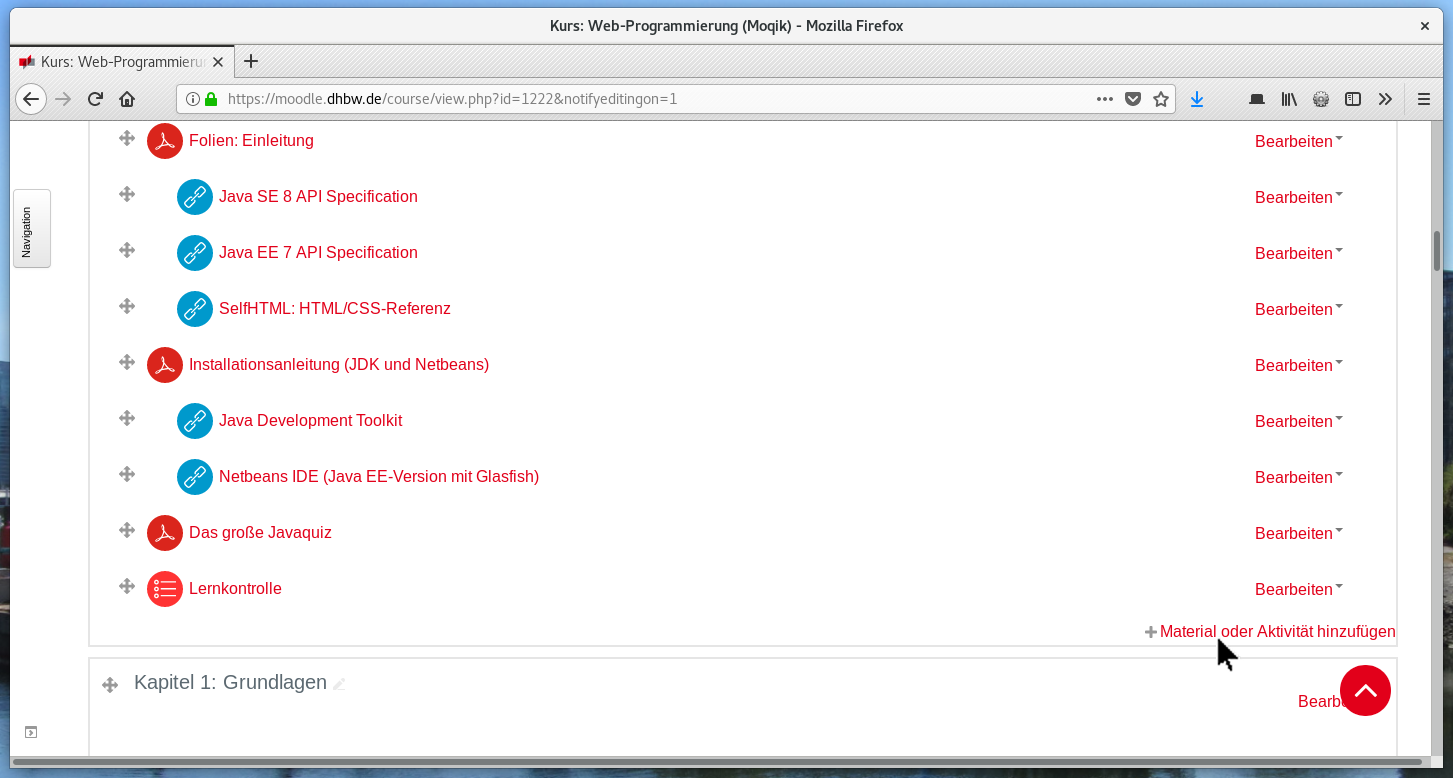 Kurs: Web-Programmierung (Moqik) - Mozilla Firefox
Kurs: Web-Programmierun
https://moodle.dhbw.de/course/view.php?id=1222&notifyeditingon=1
Navigation
Folien: Einleitung Bearbeiten
Java SE 8 API Specification Bearbeiten
Java EE 7 API Specification Bearbeiten
SelfHTML: HTML/CSS-Referenz Bearbeiten
Installationsanleitung (JDK und Netbeans) Bearbeiten
Java Development Toolkit Bearbeiten
Netbeans IDE (Java EE-Version mit Glasfish) Bearbeiten
Das große Javaquiz Bearbeiten
Lernkontrolle Bearbeiten
Material oder Aktivität hinzufügen
Kapitel 1: Grundlagen
Bearbe